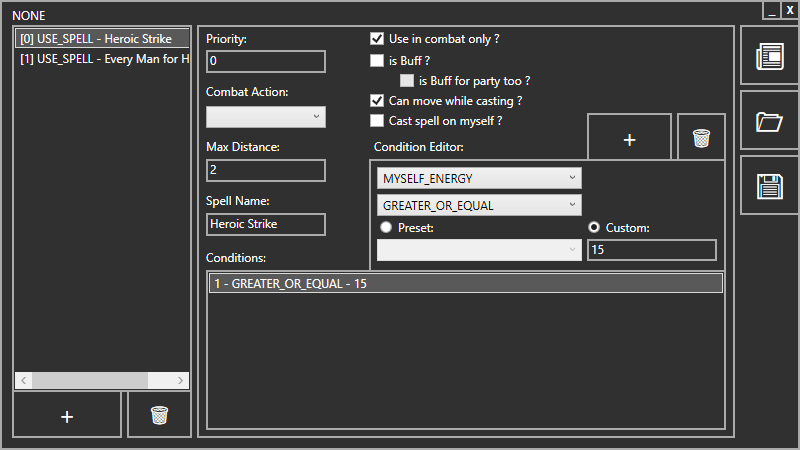 NONE
[0] USE_SPELL - Heroic Strike
[1] USE_SPELL - Every Man for H
Priority:
0
Combat Action:
Max Distance:
2
Spell Name:
Heroic Strike
Use in combat only ?
is Buff ?
is Buff for party too ?
Can move while casting ?
Cast spell on myself ?
Condition Editor:
MYSELF_ENERGY
GREATER_OR_EQUAL
Preset:
Custom:
15
Conditions:
1 - GREATER_OR_EQUAL - 15